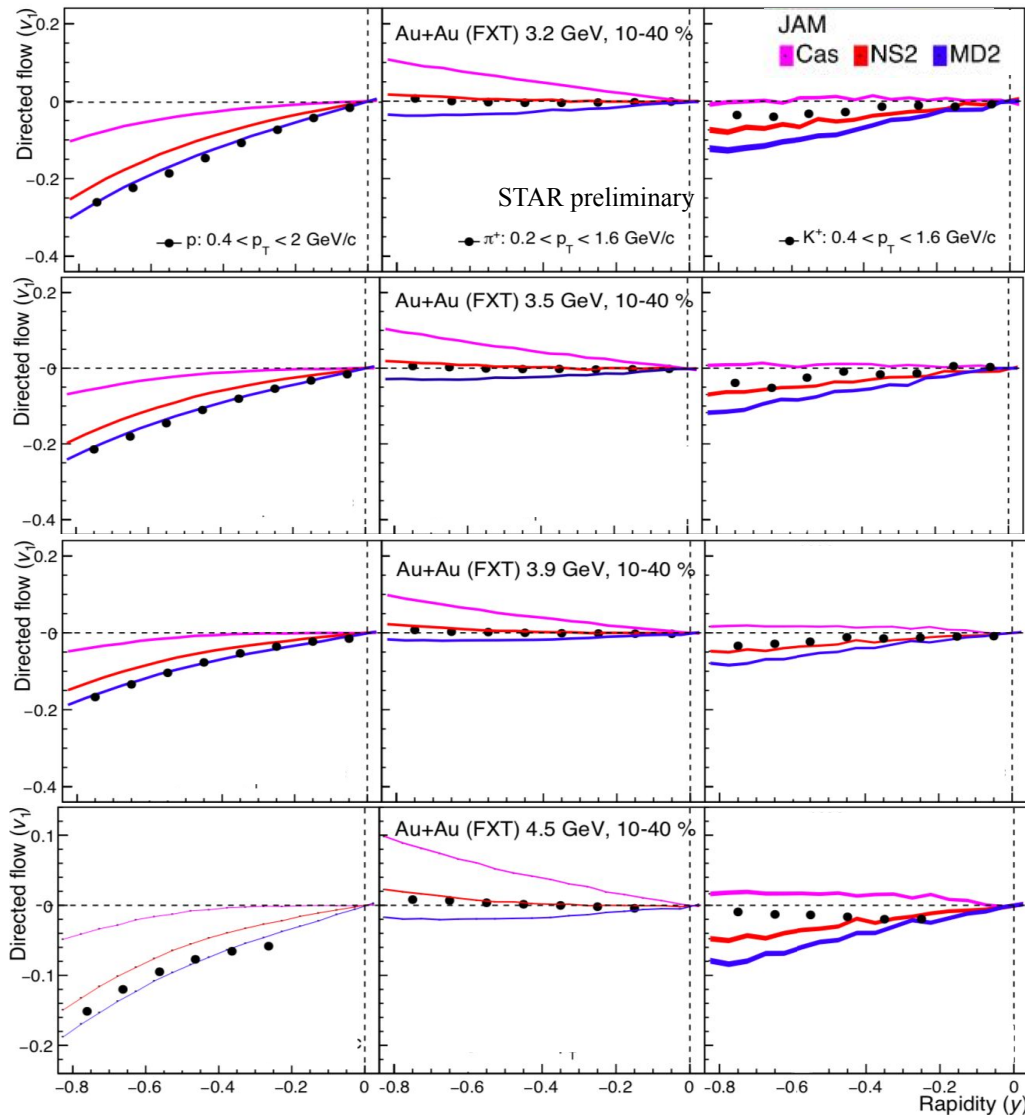 JAM
Cas NS2 MD2
Directed flow (v₁)
0.2
0
−0.2
−0.4
p: 0.4 < p_T < 2 GeV/c
Au+Au (FXT) 3.2 GeV, 10-40 %
STAR preliminary
π⁺: 0.2 < p_T < 1.6 GeV/c
K⁺: 0.4 < p_T < 1.6 GeV/c
Directed flow (v₁)
0.2
0
−0.2
−0.4
Au+Au (FXT) 3.5 GeV, 10-40 %
Directed flow (v₁)
0.2
0
−0.2
−0.4
Au+Au (FXT) 3.9 GeV, 10-40 %
Directed flow (v₁)
0.1
0
−0.1
−0.2
Au+Au (FXT) 4.5 GeV, 10-40 %
T
−0.8 −0.6 −0.4 −0.2 0 −0.8 −0.6 −0.4 −0.2 0 −0.8 −0.6 −0.4 −0.2 0
Rapidity (y)